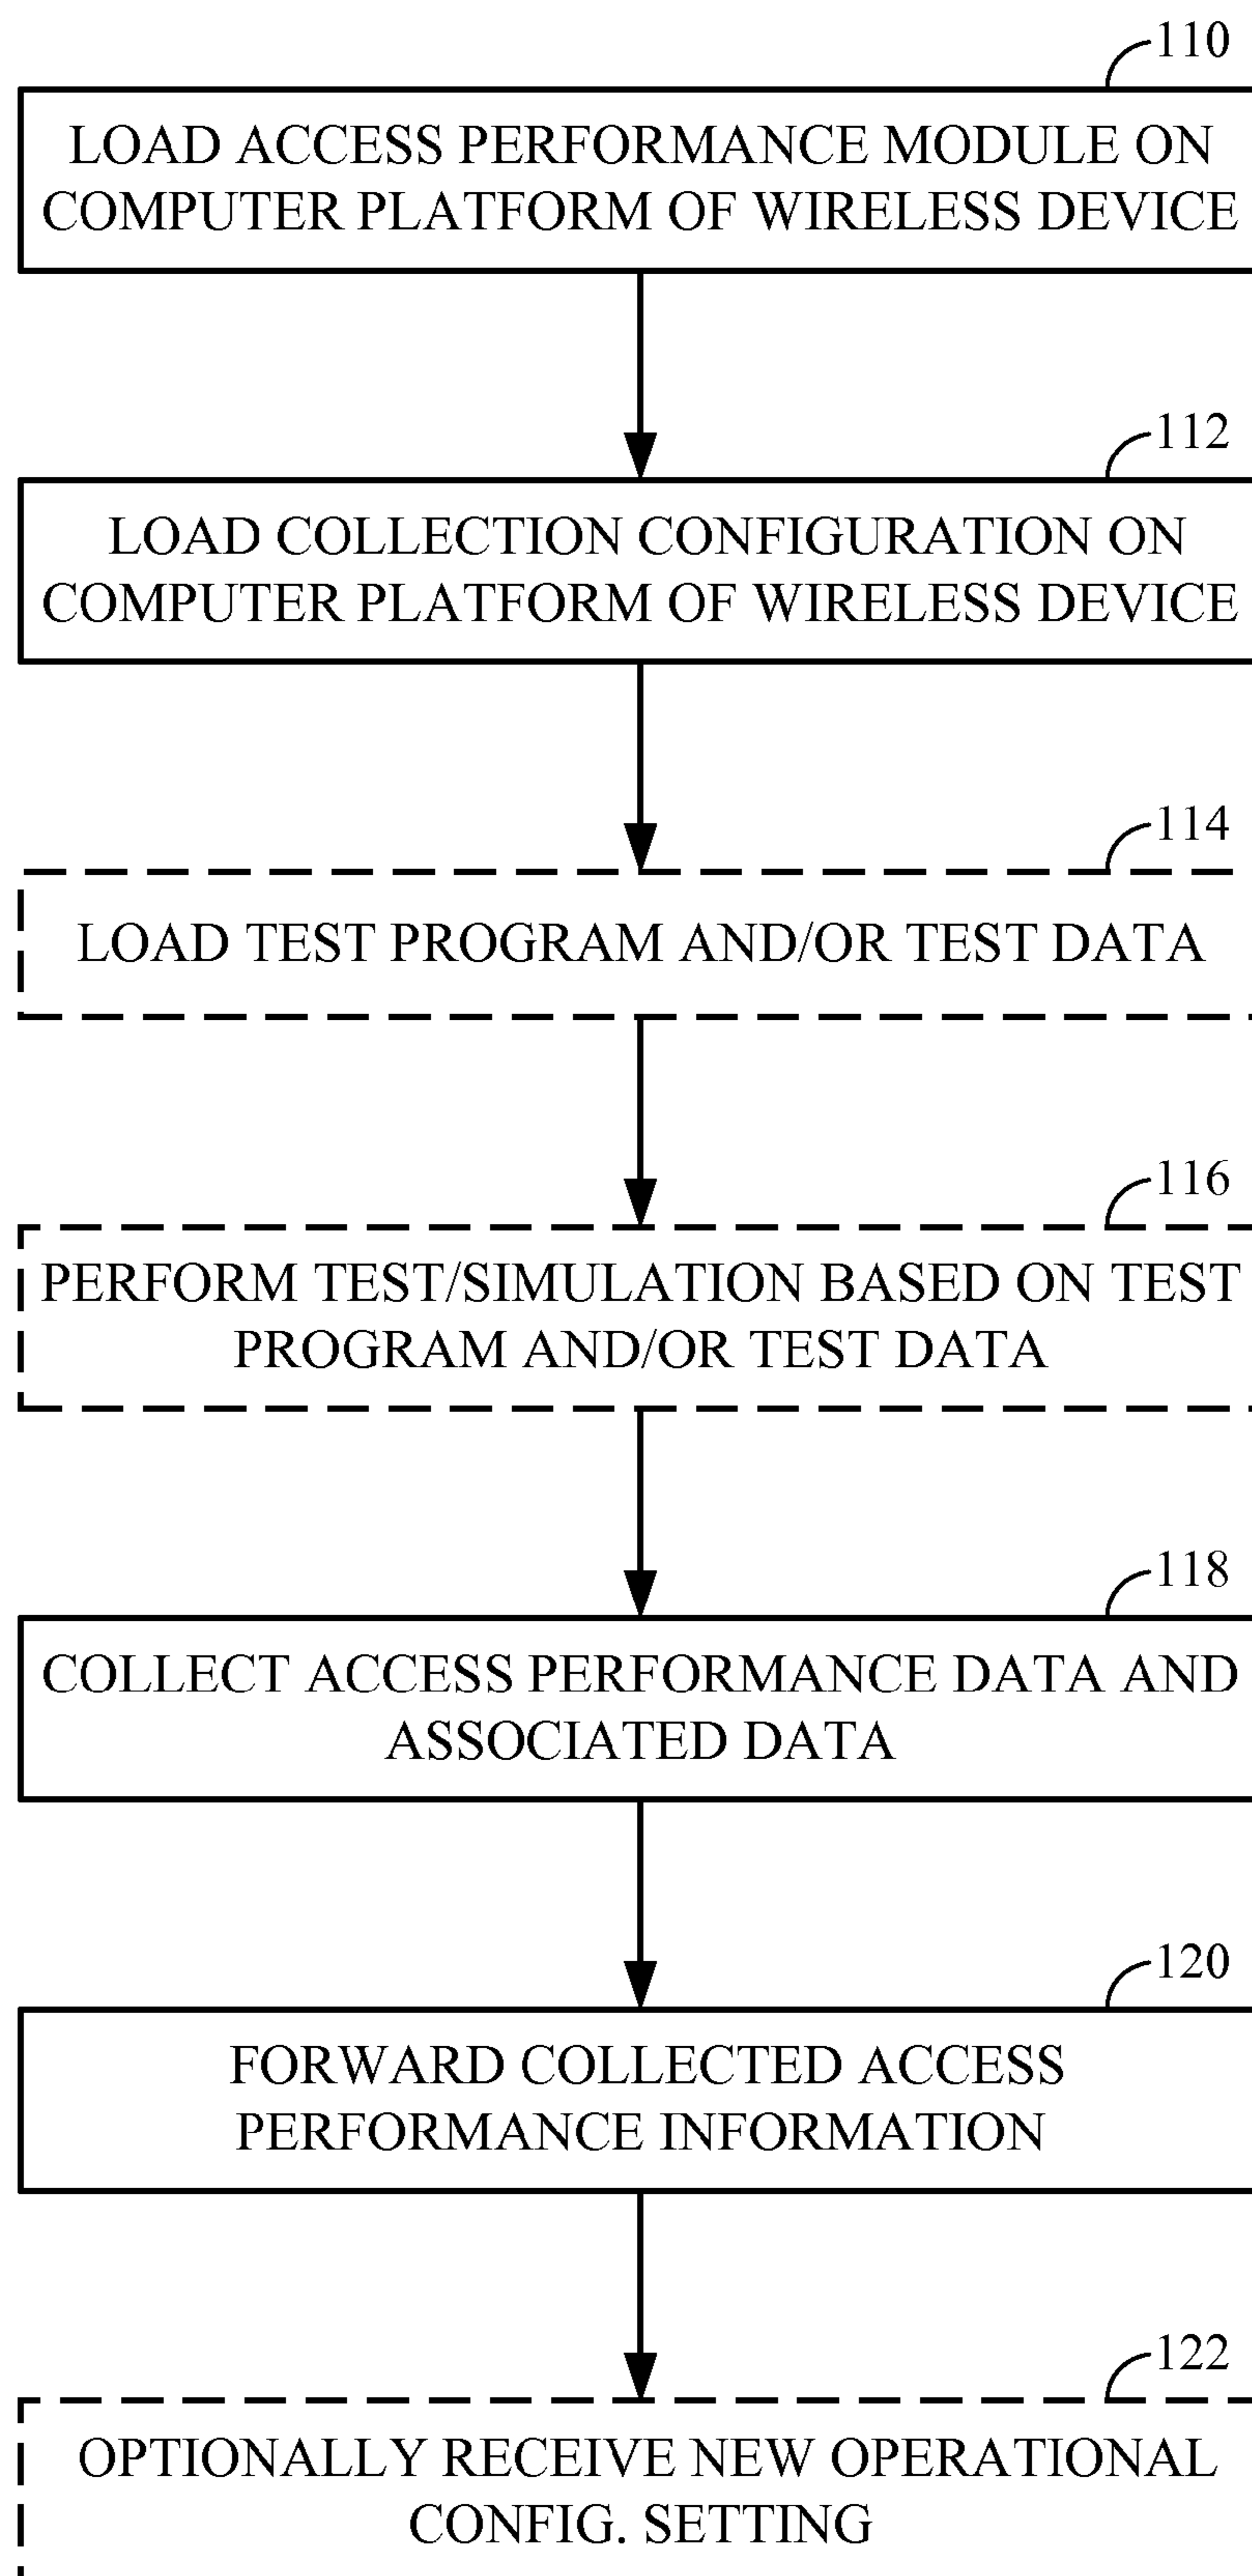 110
LOAD ACCESS PERFORMANCE MODULE ON
COMPUTER PLATFORM OF WIRELESS DEVICE
112
LOAD COLLECTION CONFIGURATION ON
COMPUTER PLATFORM OF WIRELESS DEVICE
114
LOAD TEST PROGRAM AND/OR TEST DATA
116
PERFORM TEST/SIMULATION BASED ON TEST
PROGRAM AND/OR TEST DATA
118
COLLECT ACCESS PERFORMANCE DATA AND
ASSOCIATED DATA
120
FORWARD COLLECTED ACCESS
PERFORMANCE INFORMATION
122
OPTIONALLY RECEIVE NEW OPERATIONAL
CONFIG. SETTING